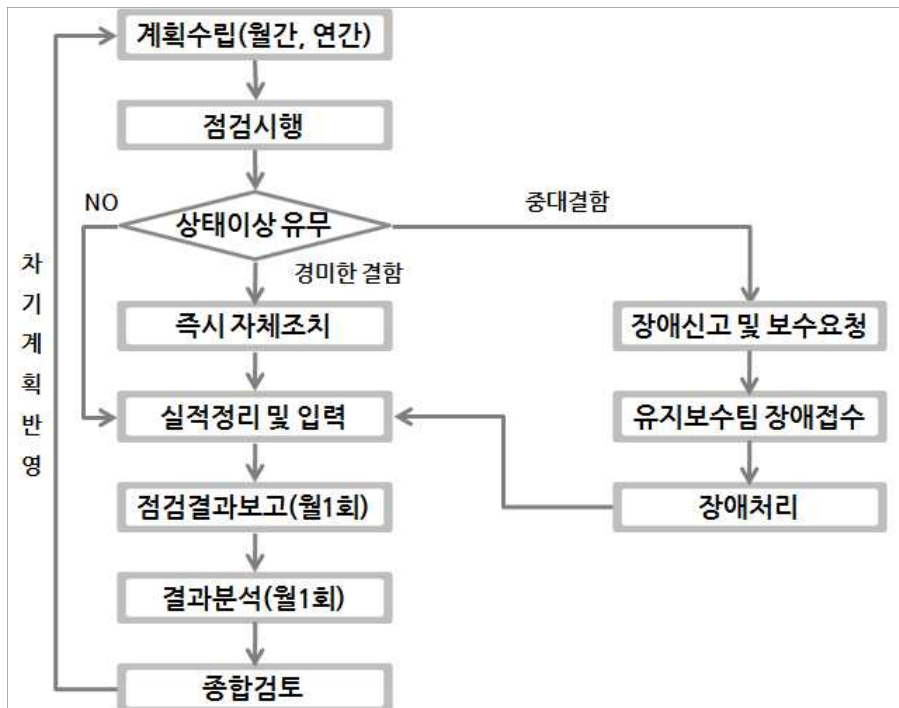 계획수립(월간, 연간)
점검시행
NO
상태이상 유무
중대결함
경미한 결함
즉시 자체조치
장애신고 및 보수요청
실적정리 및 입력
유지보수팀 장애접수
점검결과보고(월1회)
장애처리
결과분석(월1회)
종합검토
차
기
계
획
반
영